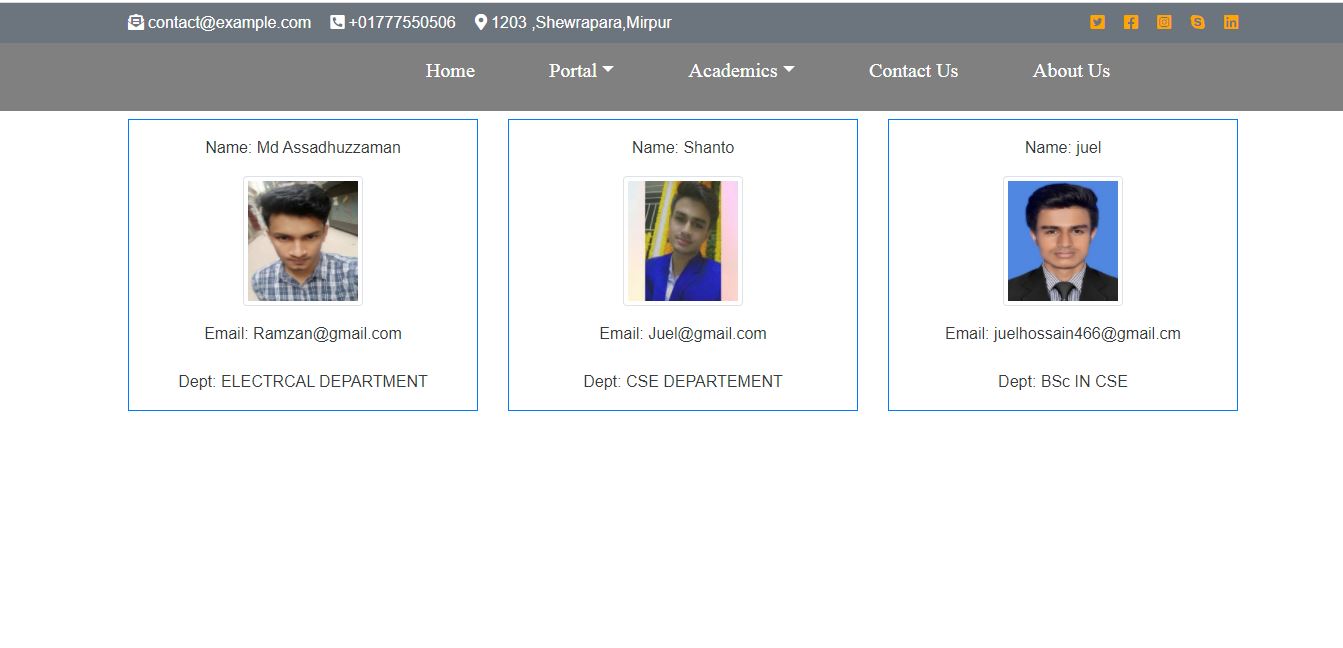 contact@example.com +01777550506 1203 ,Shewrapara,Mirpur
Home Portal Academics Contact Us About Us
Name: Md Assadhuzzaman
Email: Ramzan@gmail.com
Dept: ELECTRCAL DEPARTMENT
Name: Shanto
Email: Juel@gmail.com
Dept: CSE DEPARTEMENT
Name: juel
Email: juelhossain466@gmail.cm
Dept: BSc IN CSE